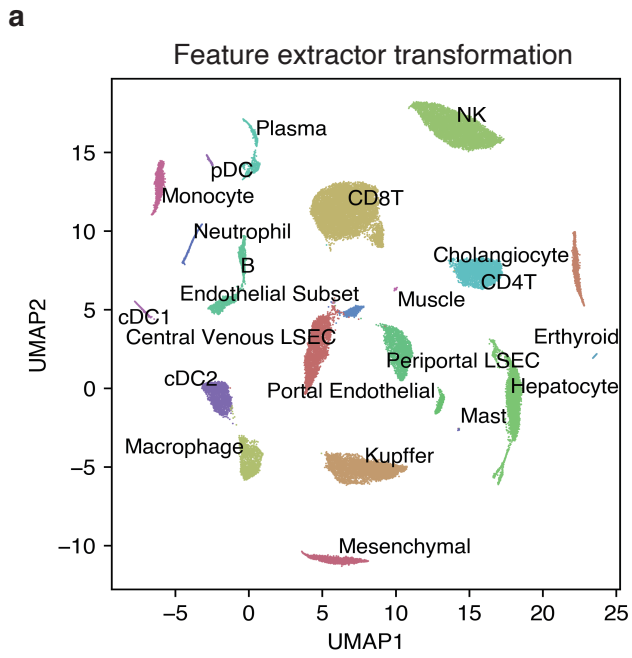 a
Feature extractor transformation
NK
Plasma
pDC
Monocyte
CD8T
Neutrophil
B
Cholangiocyte
CD4T
Endothelial Subset
Muscle
cDC1
Central Venous LSEC
Erthyroid
Periportal LSEC
cDC2
Portal Endothelial
Hepatocyte
Mast
Macrophage
Kupffer
Mesenchymal
15
10
5
0
−5
−10
UMAP2
−5
0
5
10
15
20
25
UMAP1